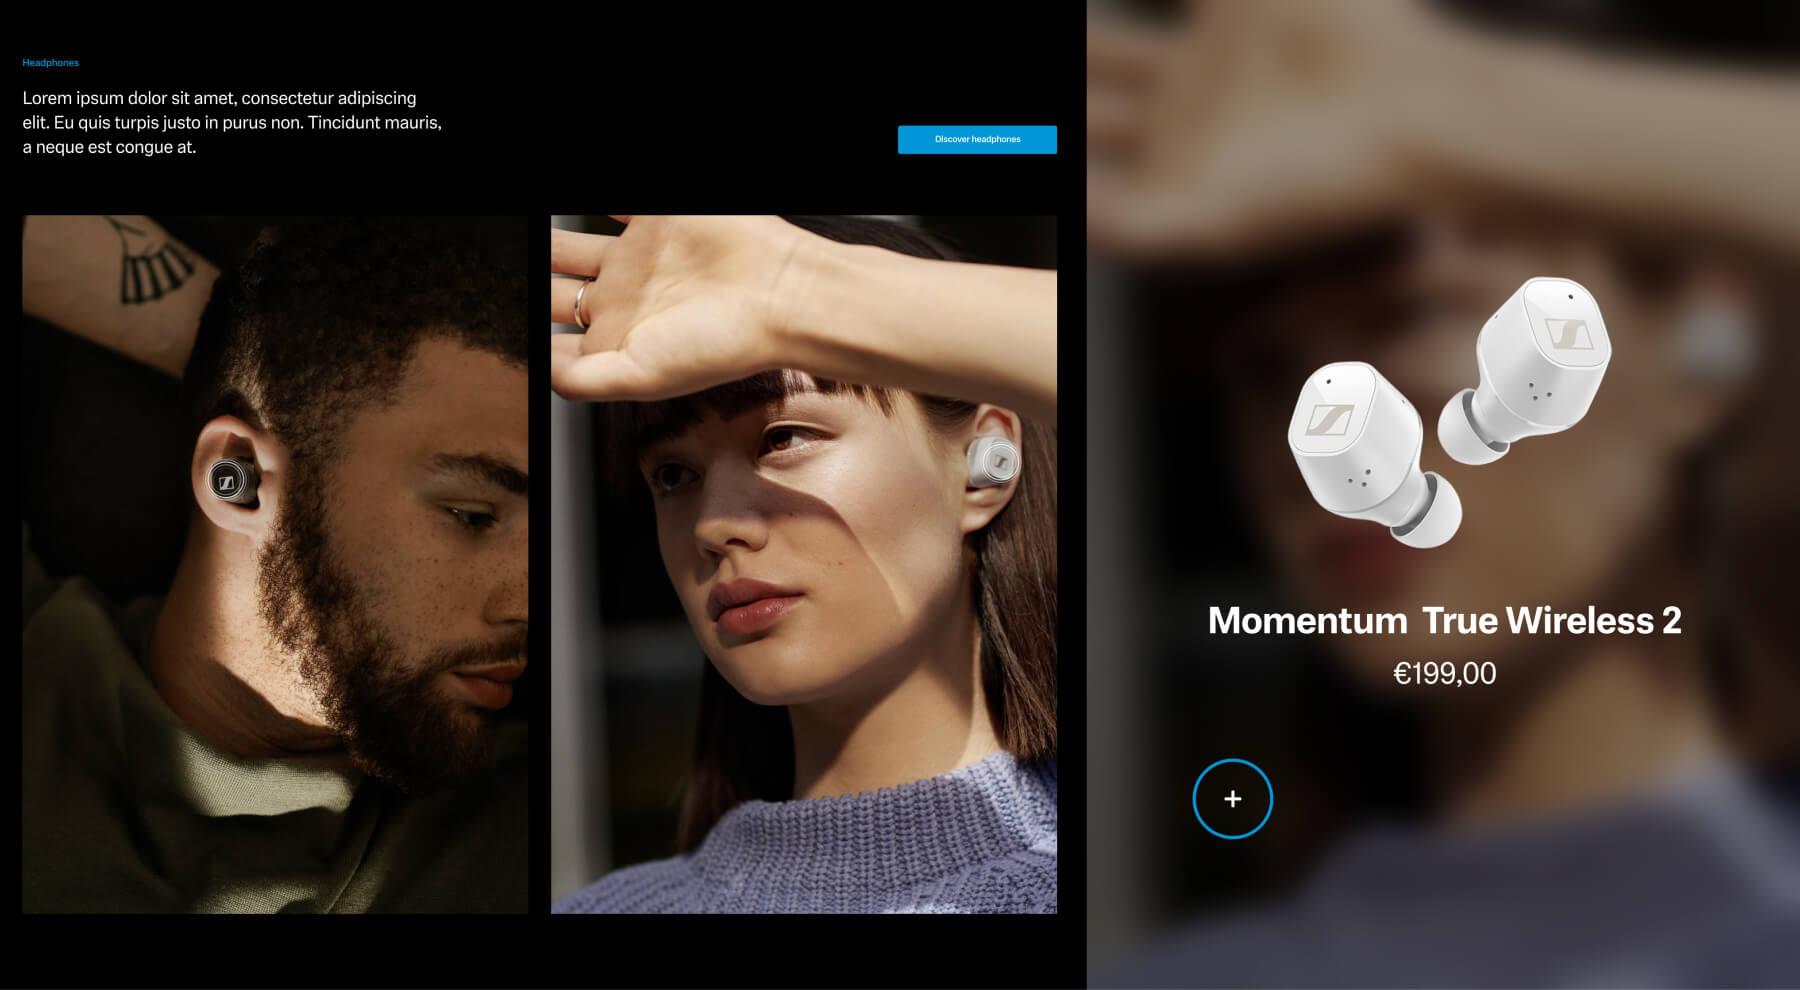 Headphones
Lorem ipsum dolor sit amet, consectetur adipiscing
elit. Eu quis turpis justo in purus non. Tincidunt mauris,
a neque est congue at.
Discover headphones
Momentum  True Wireless 2
€199,00
+